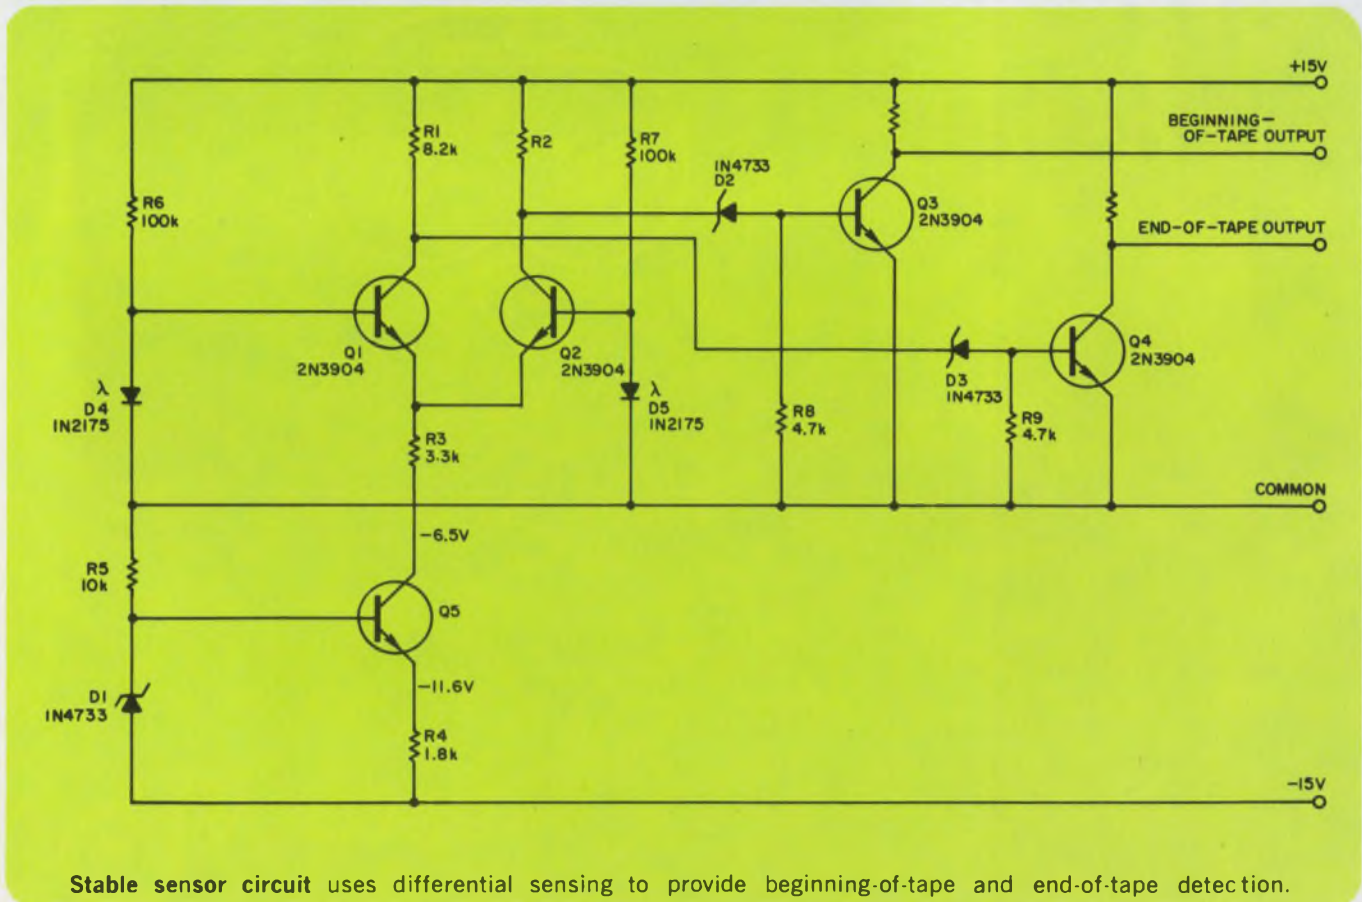 +15V
BEGINNING-
OF-TAPE OUTPUT
R1
8.2k
R2
R7
100k
1N4733
D2
R6
100k
Q3
2N3904
END-OF-TAPE OUTPUT
Q1
2N3904
Q2
2N3904
Q4
2N3904
λ
D4
1N2175
λ
D5
1N2175
D3
1N4733
R8
4.7k
R9
4.7k
R3
3.3k
COMMON
-6.5V
R5
10k
Q5
-11.6V
D1
1N4733
R4
1.8k
-15V
Stable sensor circuit uses differential sensing to provide beginning-of-tape and end-of-tape detection.